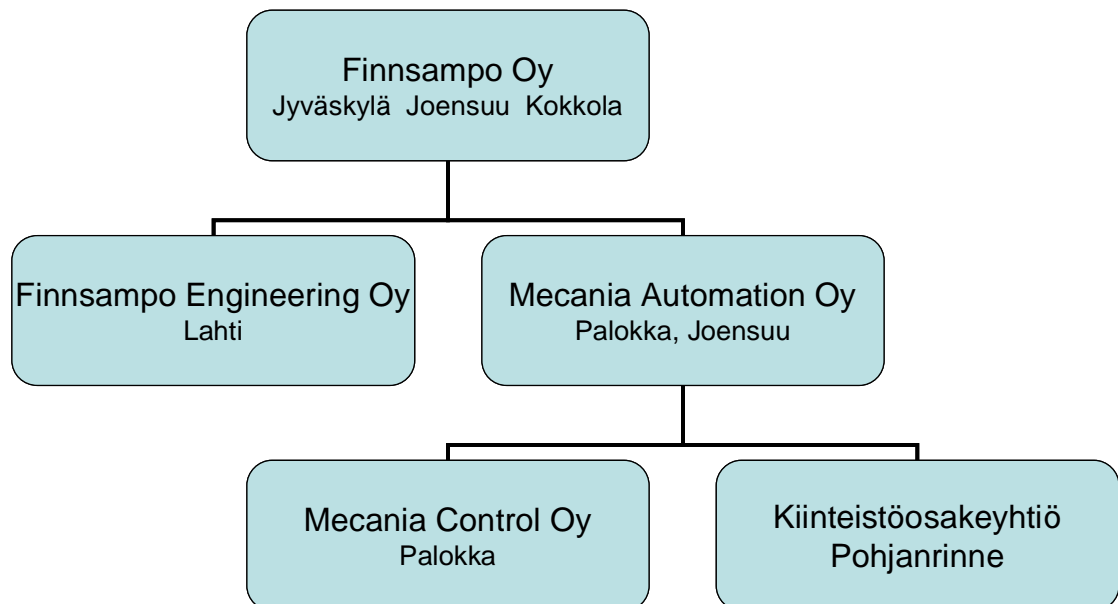 Finnsampo Oy
Jyväskylä Joensuu Kokkola
Finnsampo Engineering Oy
Lahti
Mecania Automation Oy
Palokka, Joensuu
Mecania Control Oy
Palokka
Kiinteistöosakeyhtiö
Pohjanrinne